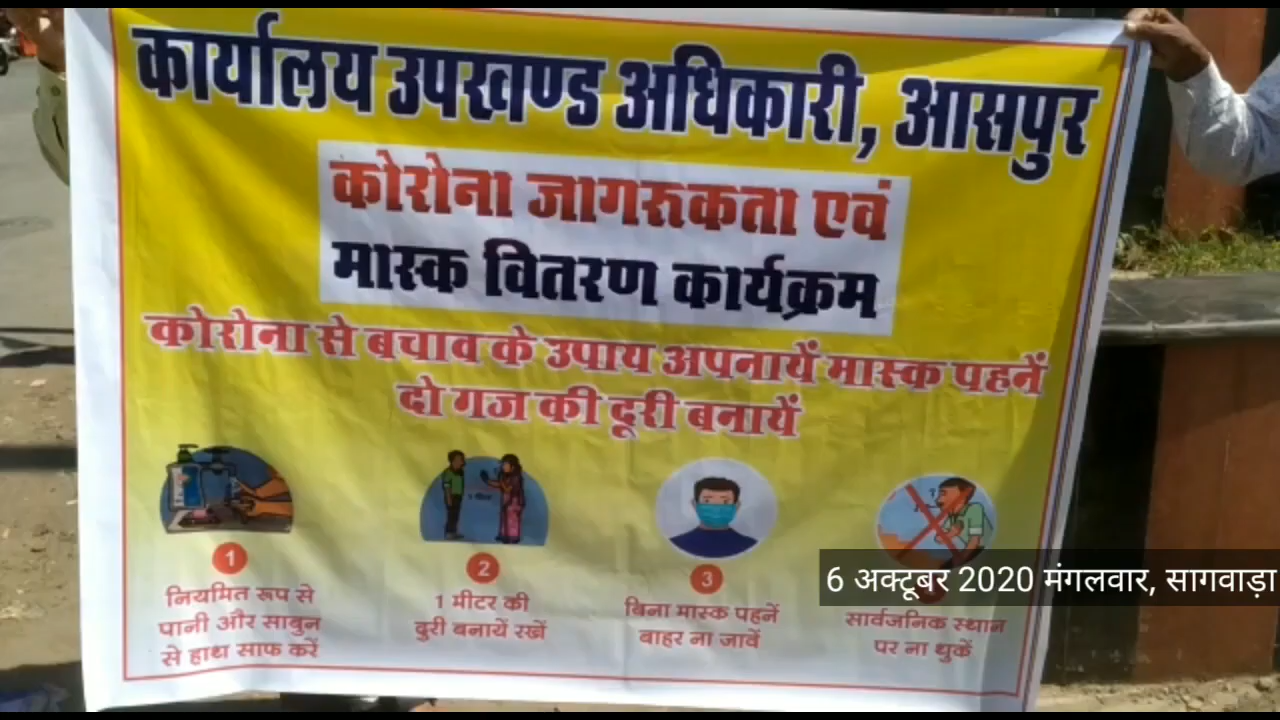 कार्यालय उपखण्ड अधिकारी, आसपुर
कोरोना जागरूकता एवं
मास्क वितरण कार्यक्रम
कोरोना से बचाव के उपाय अपनायें मास्क पहनें
दो गज की दूरी बनायें
1
नियमित रूप से
पानी और साबुन
से हाथ साफ करें
2
1 मीटर की
दुरी बनायें रखें
3
बिना मास्क पहनें
बाहर ना जावें
सार्वजनिक स्थान
पर ना थुकें
6 अक्टूबर 2020 मंगलवार, सागवाड़ा